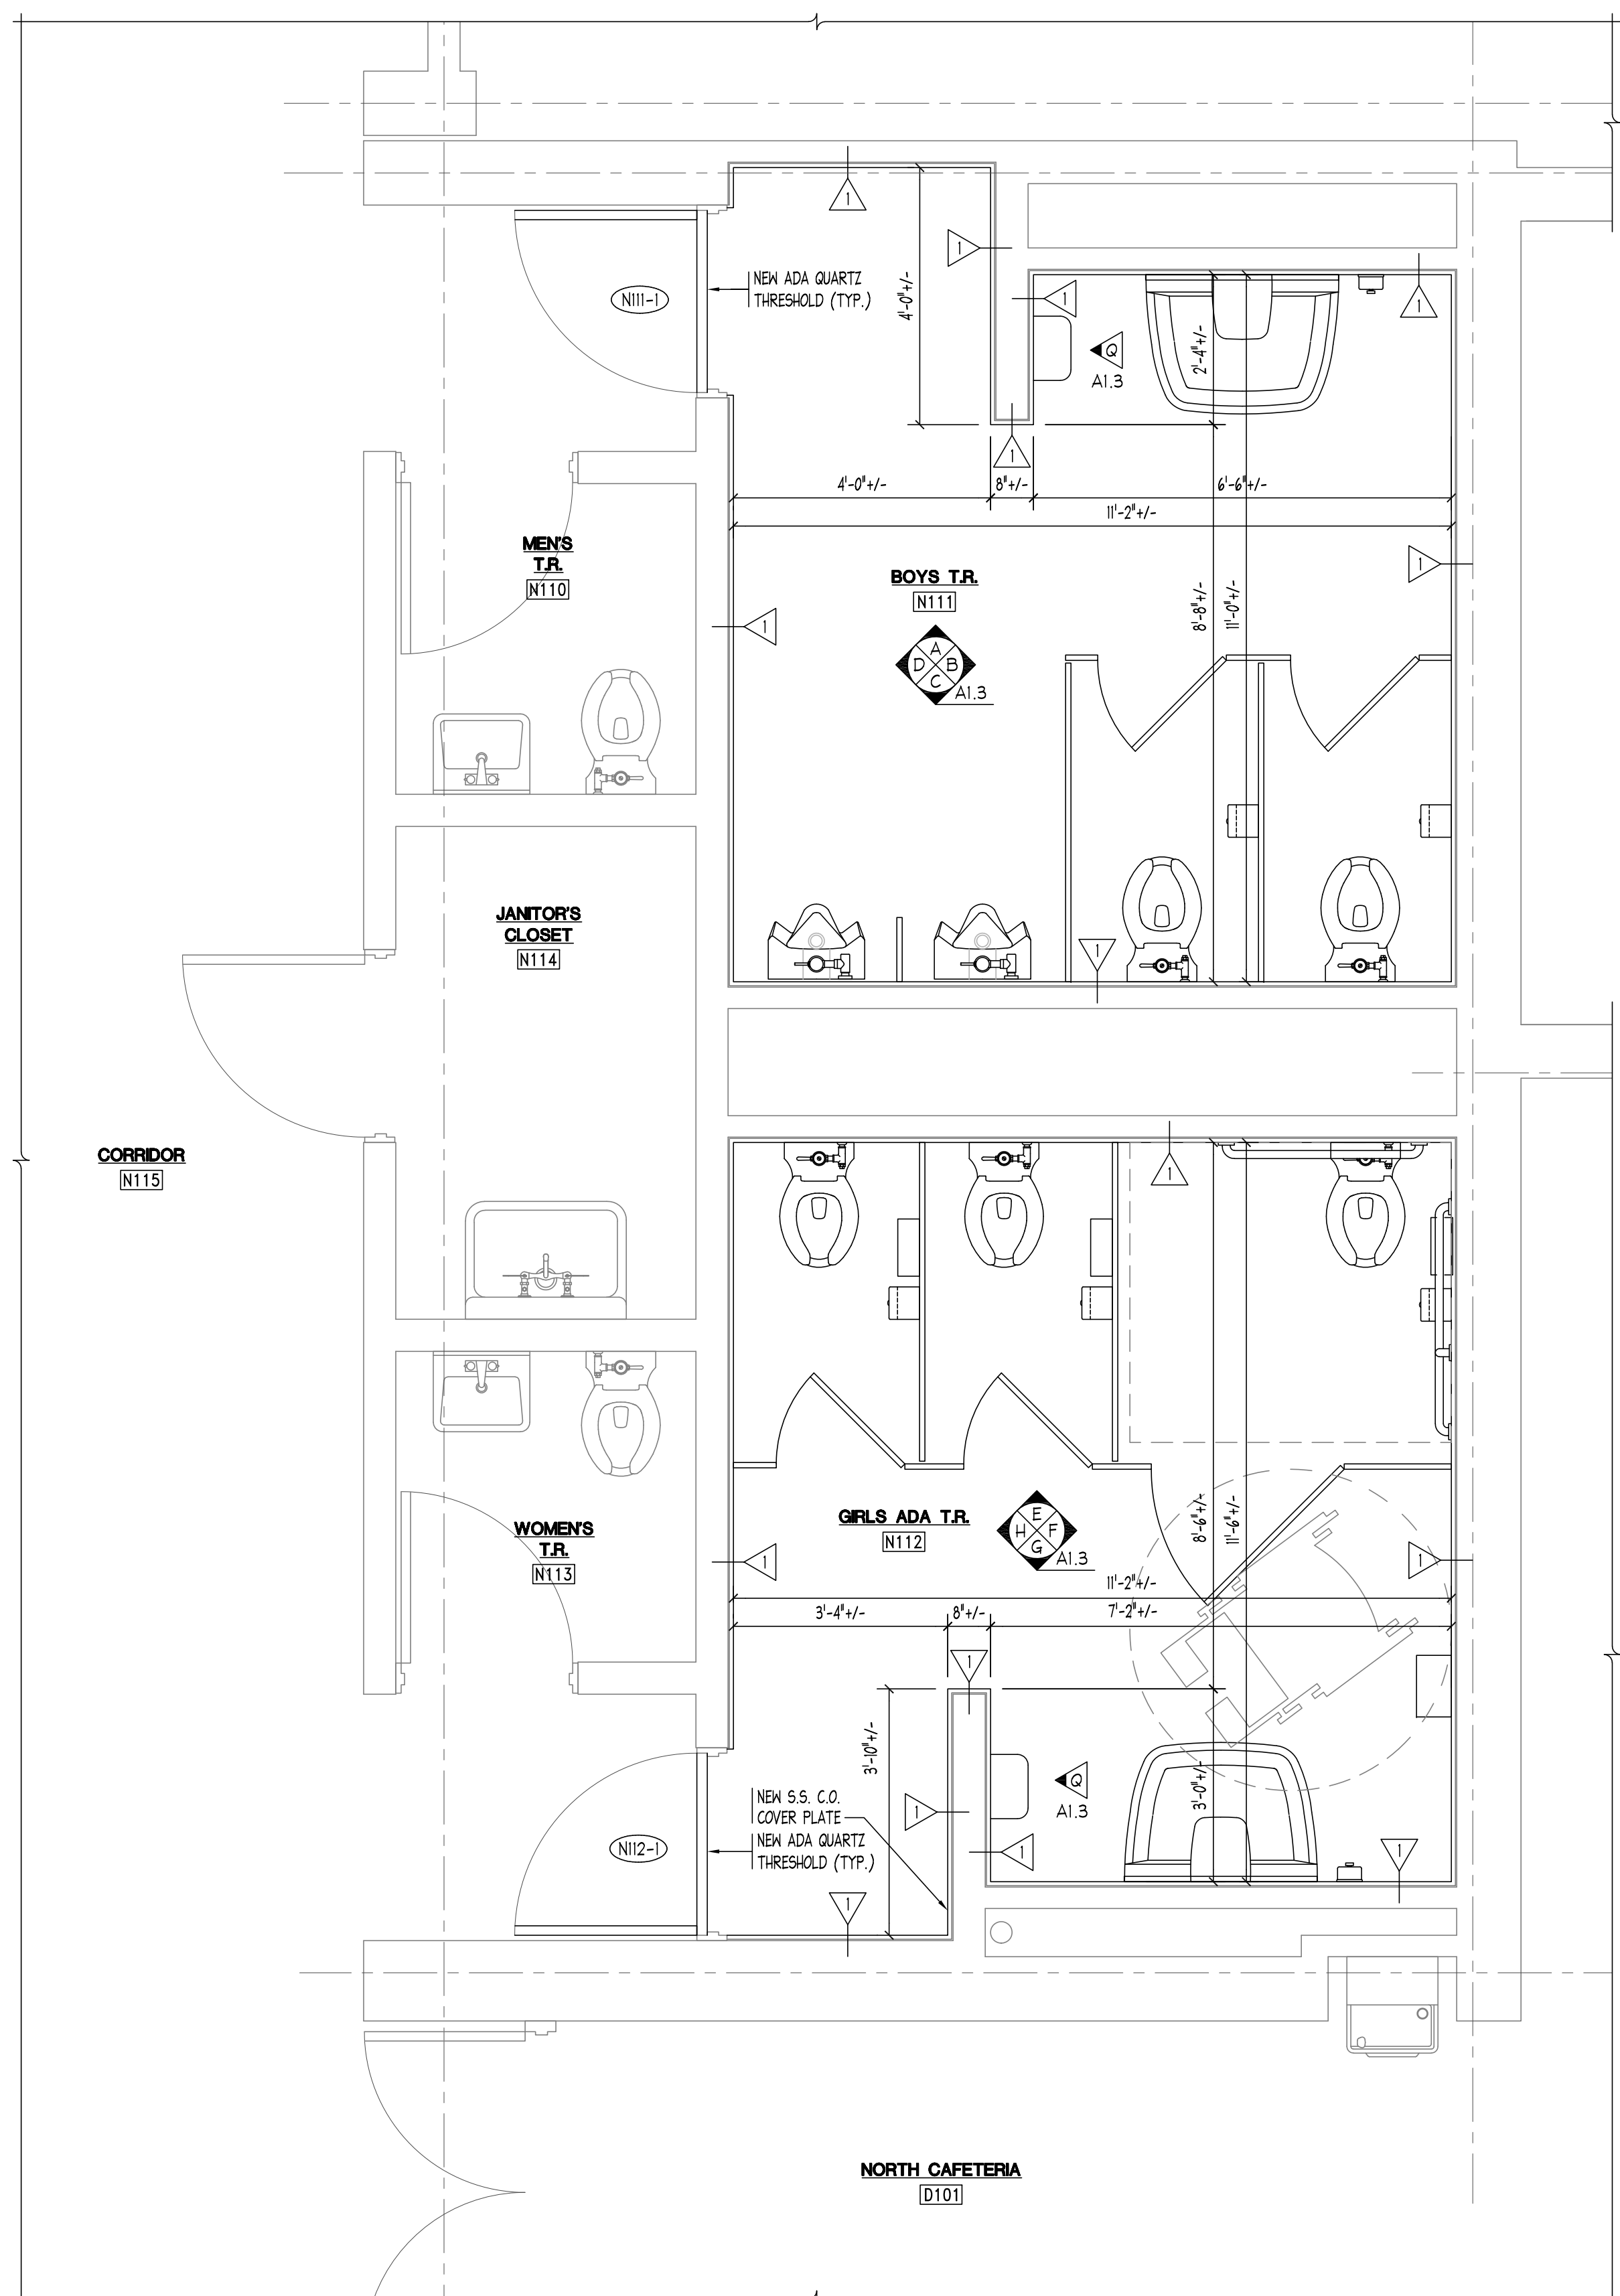 1
1
NEW ADA QUARTZ
THRESHOLD (TYP.)
N111-1
4'-0"+/-
1
1
Q
A1.3
2'-4"+/-
1
4'-0"+/-
8"+/-
6'-6"+/-
11'-2"+/-
MEN'S
T.R.
N110
BOYS T.R.
N111
1
1
8'-8"+/-
11'-0"+/-
A
D B
C
A1.3
JANITOR'S
CLOSET
N114
1
CORRIDOR
N115
1
WOMEN'S
T.R.
N113
GIRLS ADA T.R.
N112
E
H F
G
A1.3
8'-6"+/-
11'-6"+/-
1
1
11'-2"+/-
3'-4"+/-
8"+/-
7'-2"+/-
1
3'-10"+/-
NEW S.S. C.O.
COVER PLATE
NEW ADA QUARTZ
THRESHOLD (TYP.)
N112-1
Q
A1.3
3'-0"+/-
1
1
1
1
NORTH CAFETERIA
D101